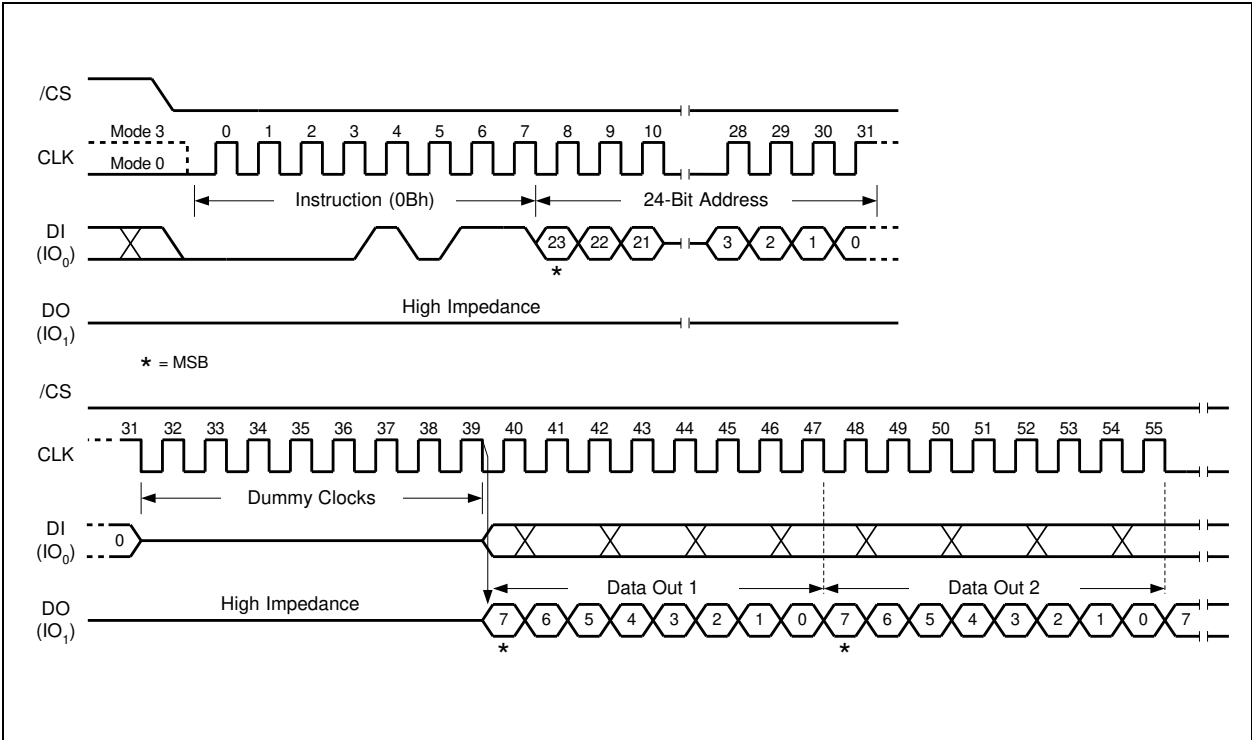 /CS
Mode 3 0 1 2 3 4 5 6 7 8 9 10 28 29 30 31
CLK
Mode 0
Instruction (0Bh) 24-Bit Address
DI
(IO0)
23 22 21 3 2 1 0
*
High Impedance
DO
(IO1)
* = MSB
/CS
31 32 33 34 35 36 37 38 39 40 41 42 43 44 45 46 47 48 49 50 51 52 53 54 55
CLK
Dummy Clocks
DI
(IO0)
0
Data Out 1 Data Out 2
High Impedance
DO
(IO1)
7 6 5 4 3 2 1 0 7 6 5 4 3 2 1 0 7
* *